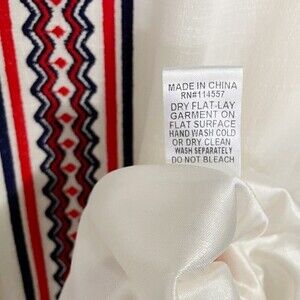 MADE IN CHINA
RN#114557
DRY FLAT-LAY
GARMENT ON
FLAT SURFACE
HAND WASH COLD
OR DRY CLEAN
WASH SEPARATELY
DO NOT BLEACH